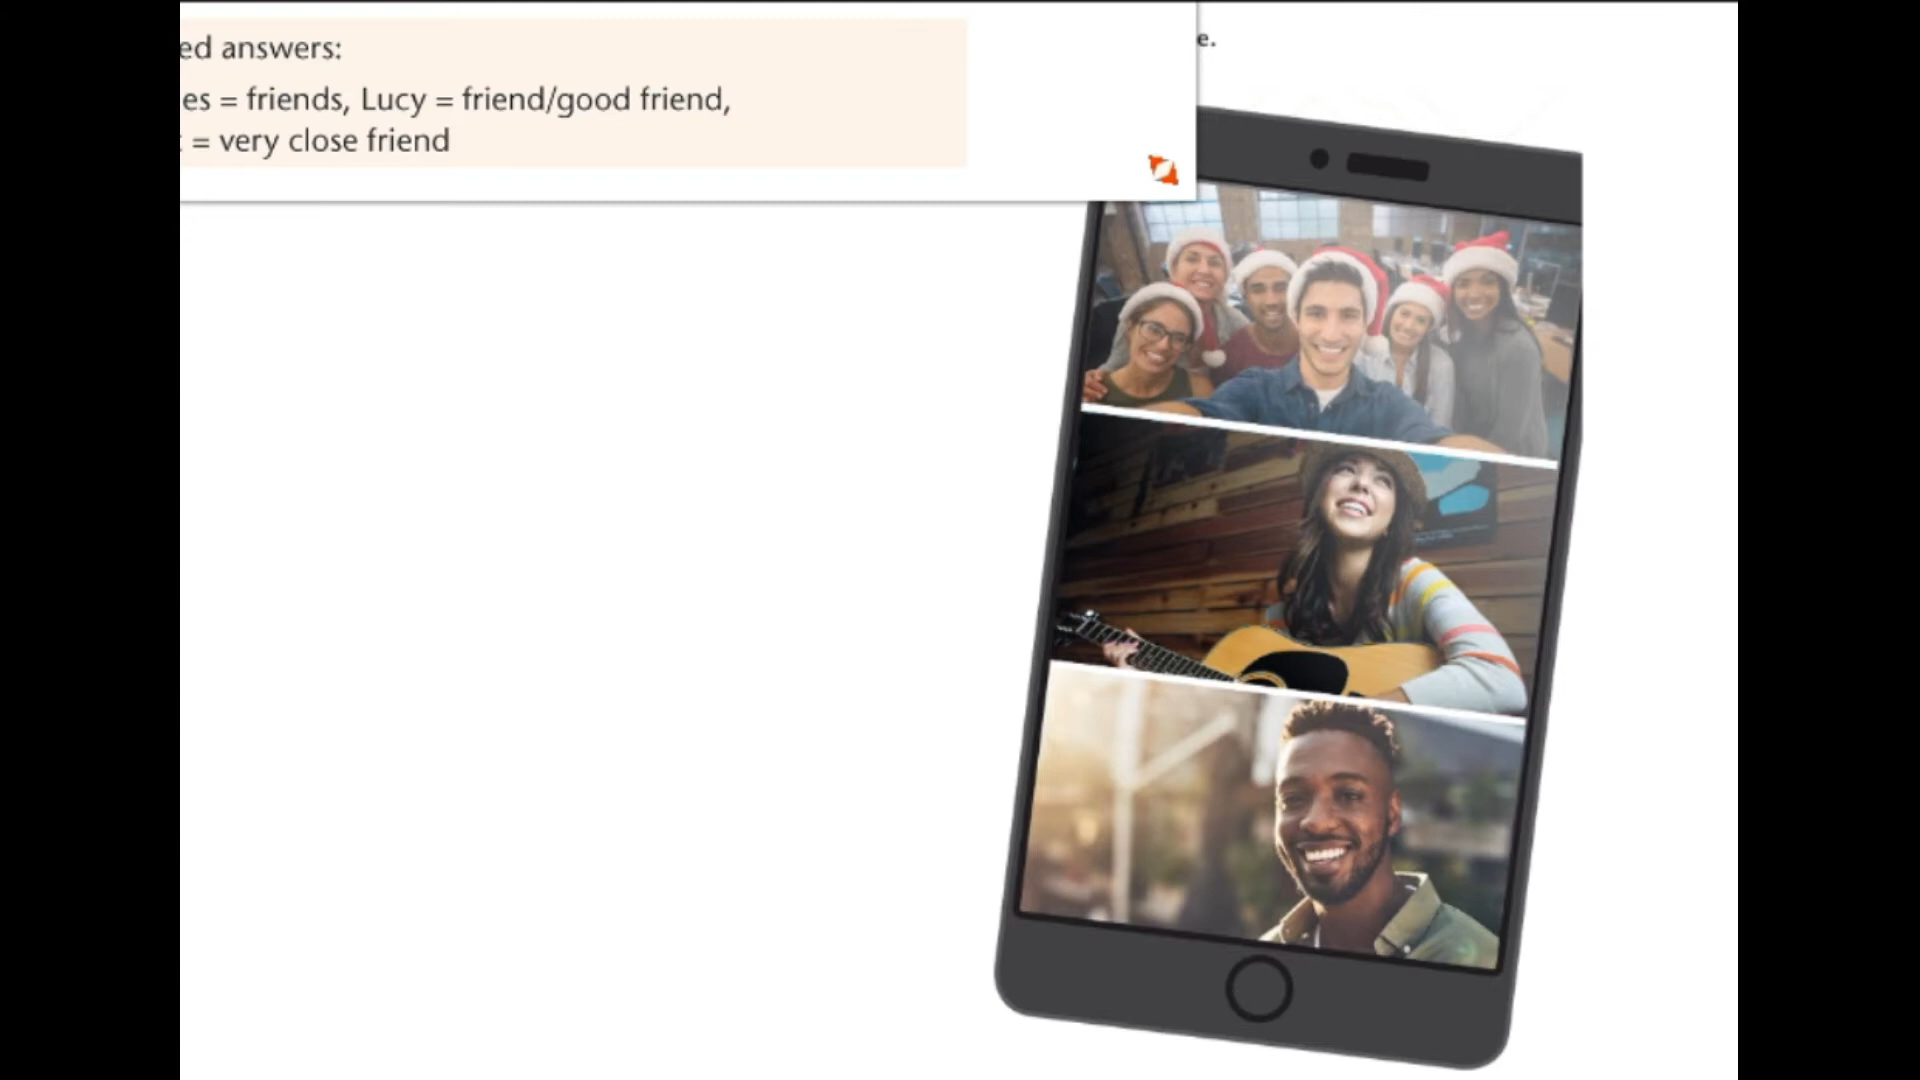 ed answers:
es = friends, Lucy = friend/good friend,
= very close friend
e.